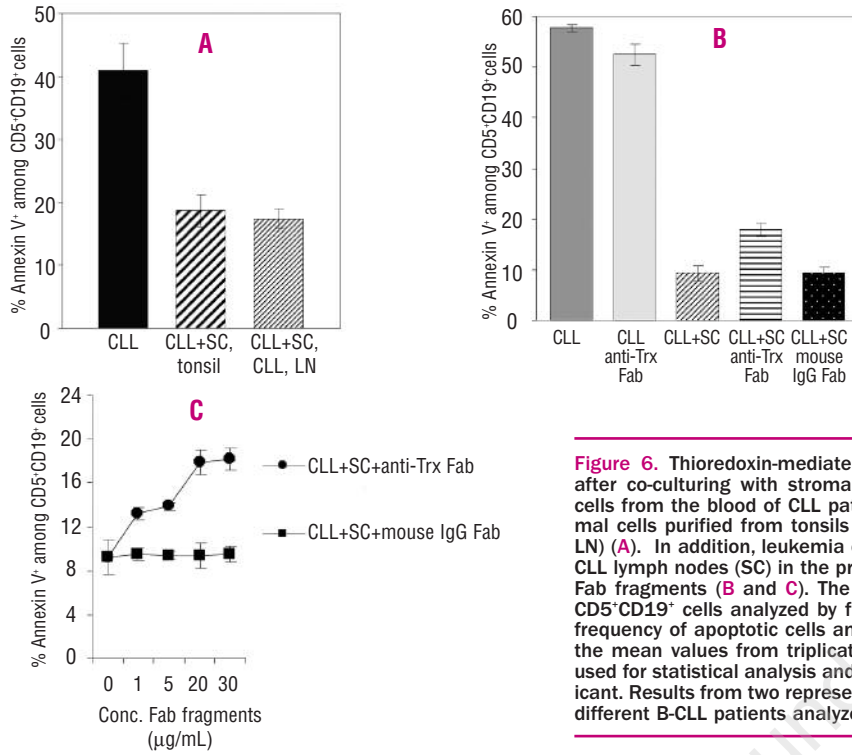 A
50
40
30
20
10
0
% Annexin V⁺ among CD5⁺CD19⁺ cells
CLL
CLL+SC,
tonsil
CLL+SC,
CLL, LN
B
60
50
40
30
20
10
0
% Annexin V⁺ among CD5⁺CD19⁺ cells
CLL
CLL
anti-Trx
Fab
CLL+SC
CLL+SC
anti-Trx
Fab
CLL+SC
mouse
IgG Fab
C
24
20
16
12
8
4
0
% Annexin V⁺ among CD5⁺CD19⁺ cells
0 1 5 20 30
Conc. Fab fragments
(µg/mL)
CLL+SC+anti-Trx Fab
CLL+SC+mouse IgG Fab
Figure 6. Thioredoxin-mediate
after co-culturing with stroma
cells from the blood of CLL pat
mal cells purified from tonsils
LN) (A). In addition, leukemia
CLL lymph nodes (SC) in the pr
Fab fragments (B and C). The
CD5⁺CD19⁺ cells analyzed by f
frequency of apoptotic cells an
the mean values from triplicat
used for statistical analysis and
icant. Results from two represe
different B-CLL patients analyze